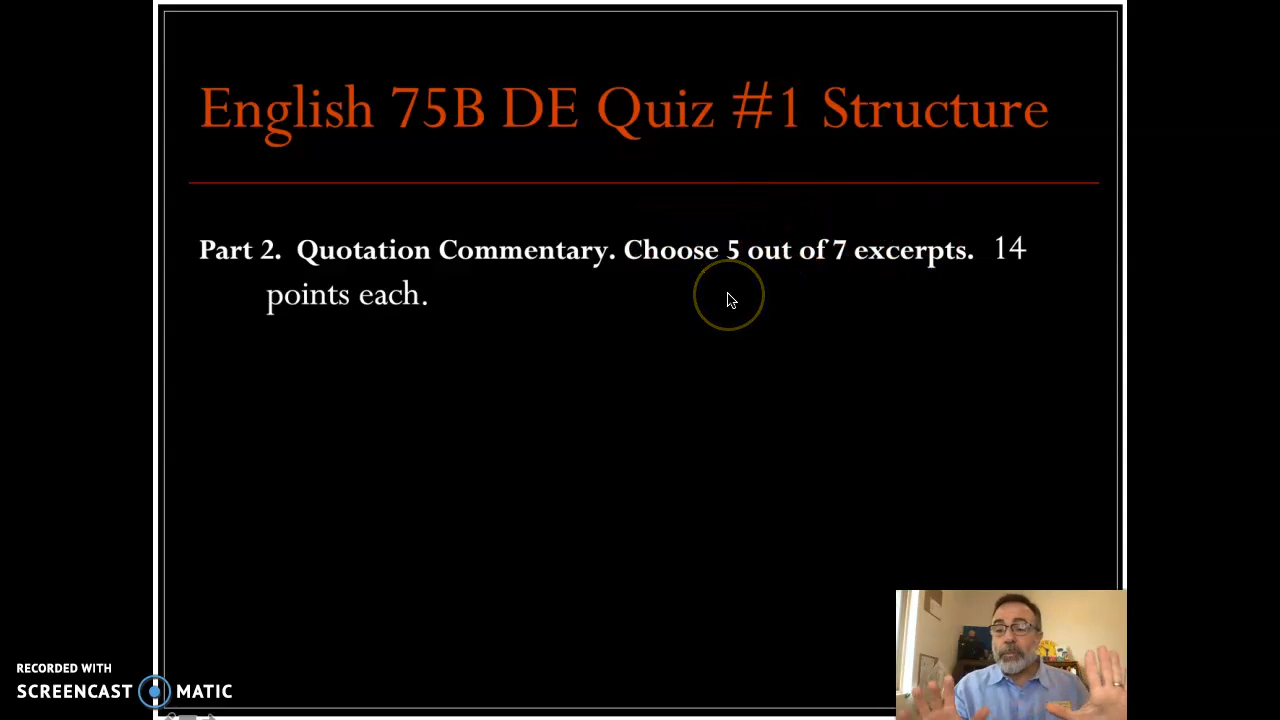 English 75B DE Quiz #1 Structure
Part 2. Quotation Commentary. Choose 5 out of 7 excerpts. 14
points each.
RECORDED WITH
SCREENCAST MATIC